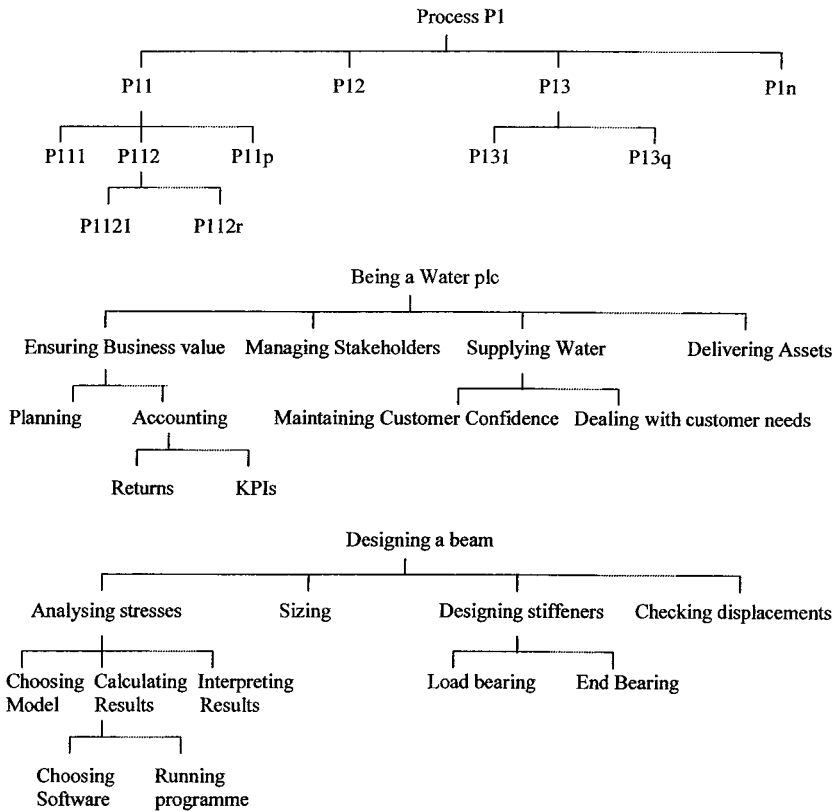 Process P1
P11 P12 P13 P1n
P111 P112 P11p P131 P13q
P1121 P112r
Being a Water plc
Ensuring Business value Managing Stakeholders Supplying Water Delivering Assets
Planning Accounting Maintaining Customer Confidence Dealing with customer needs
Returns KPIs
Designing a beam
Analysing stresses Sizing Designing stiffeners Checking displacements
Choosing Calculating Interpreting Load bearing End Bearing
Model Results Results
Choosing Running
Software programme